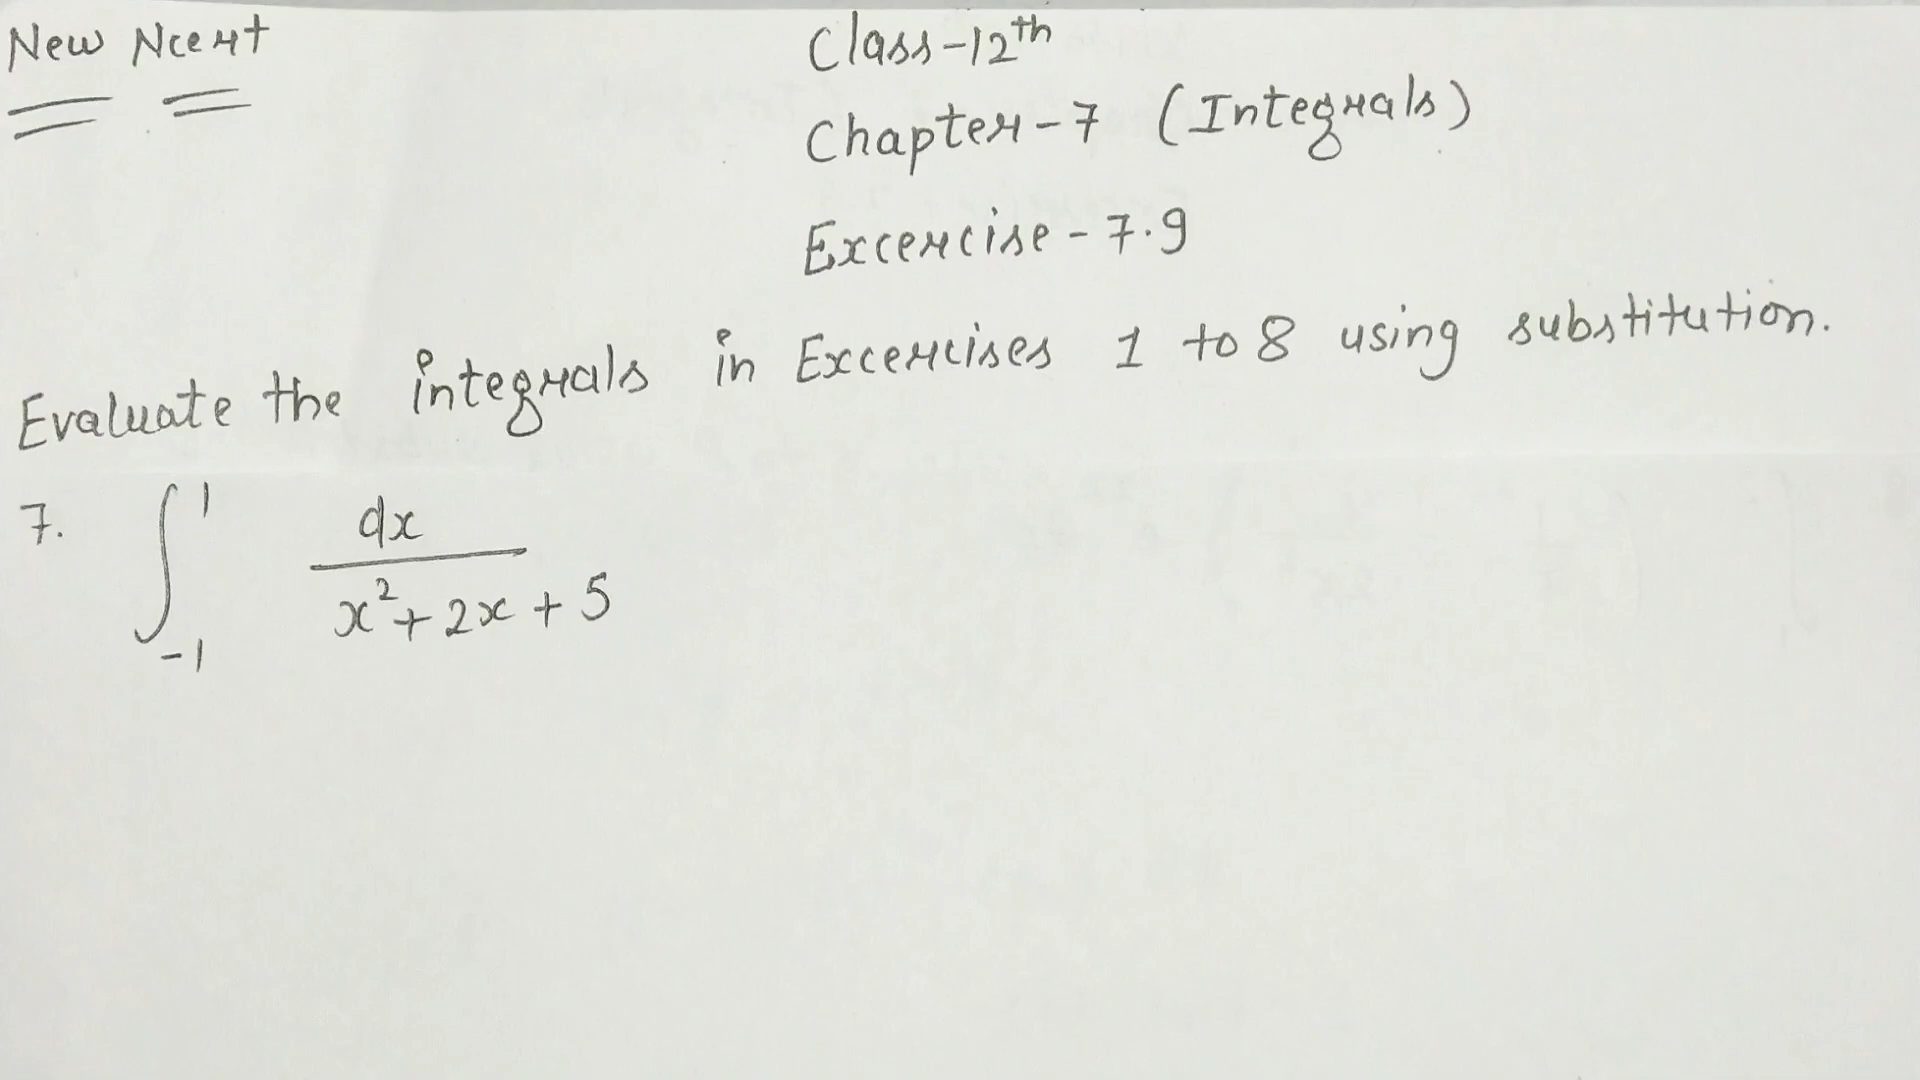 New Ncert
Class-12th
Chapter-7 (Integrals)
Excercise-7.9
Evaluate the integrals in Excercises 1 to 8 using substitution.
7. ∫_{-1}^{1} dx / (x² + 2x + 5)